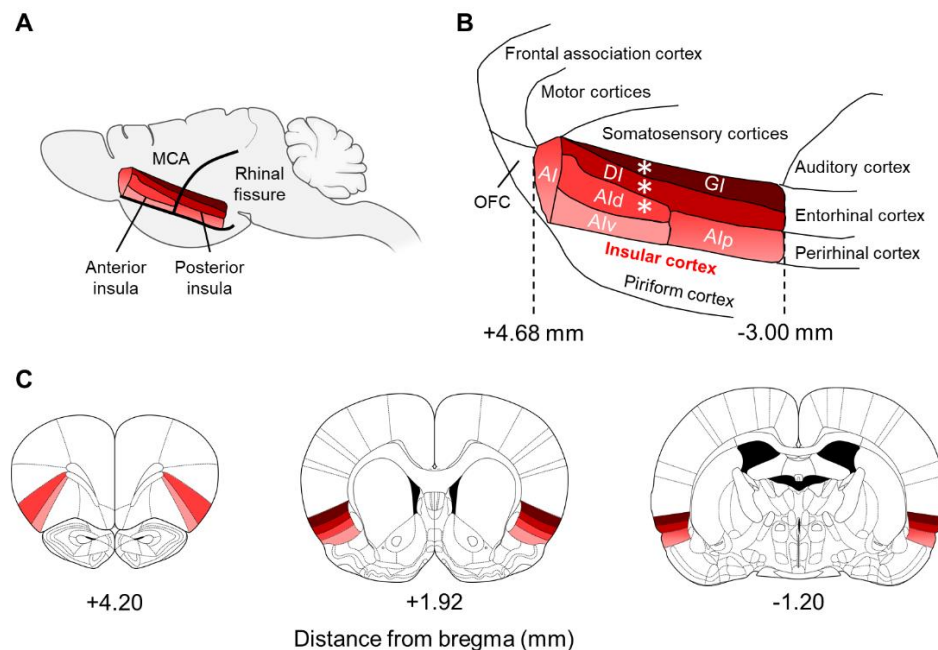 A
MCA
Rhinal
fissure
Anterior
insula
Posterior
insula
B
Frontal association cortex
Motor cortices
Somatosensory cortices
Auditory cortex
OFC
AI
DI
*
GI
*
AId
*
AIv
AIp
Entorhinal cortex
Insular cortex
Perirhinal cortex
Piriform cortex
+4.68 mm
-3.00 mm
C
+4.20
+1.92
-1.20
Distance from bregma (mm)